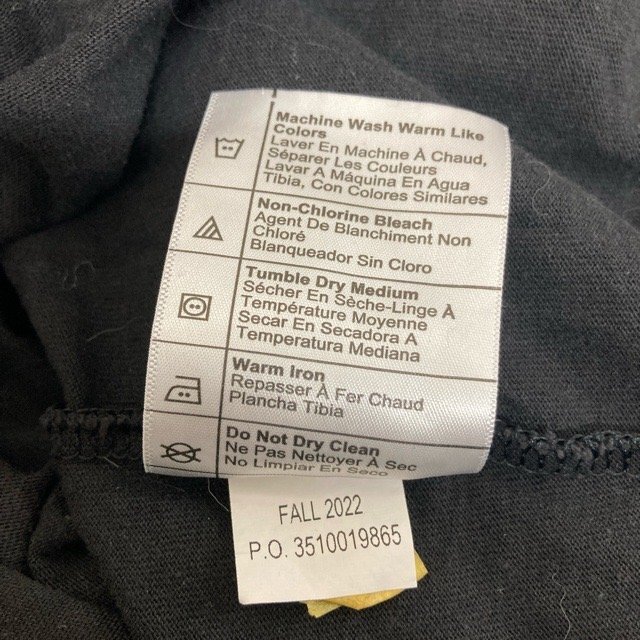 Machine Wash Warm Like
Colors
Laver En Machine À Chaud,
Séparer Les Couleurs
Lavar A Máquina En Agua
Tibia, Con Colores Similares
Non-Chlorine Bleach
Agent De Blanchiment Non
Chloré
Blanqueador Sin Cloro
Tumble Dry Medium
Sécher En Sèche-Linge À
Température Moyenne
Secar En Secadora A
Temperatura Mediana
Warm Iron
Repasser À Fer Chaud
Plancha Tibia
Do Not Dry Clean
Ne Pas Nettoyer À Sec
No Limpiar En Seco
FALL 2022
P.O. 3510019865